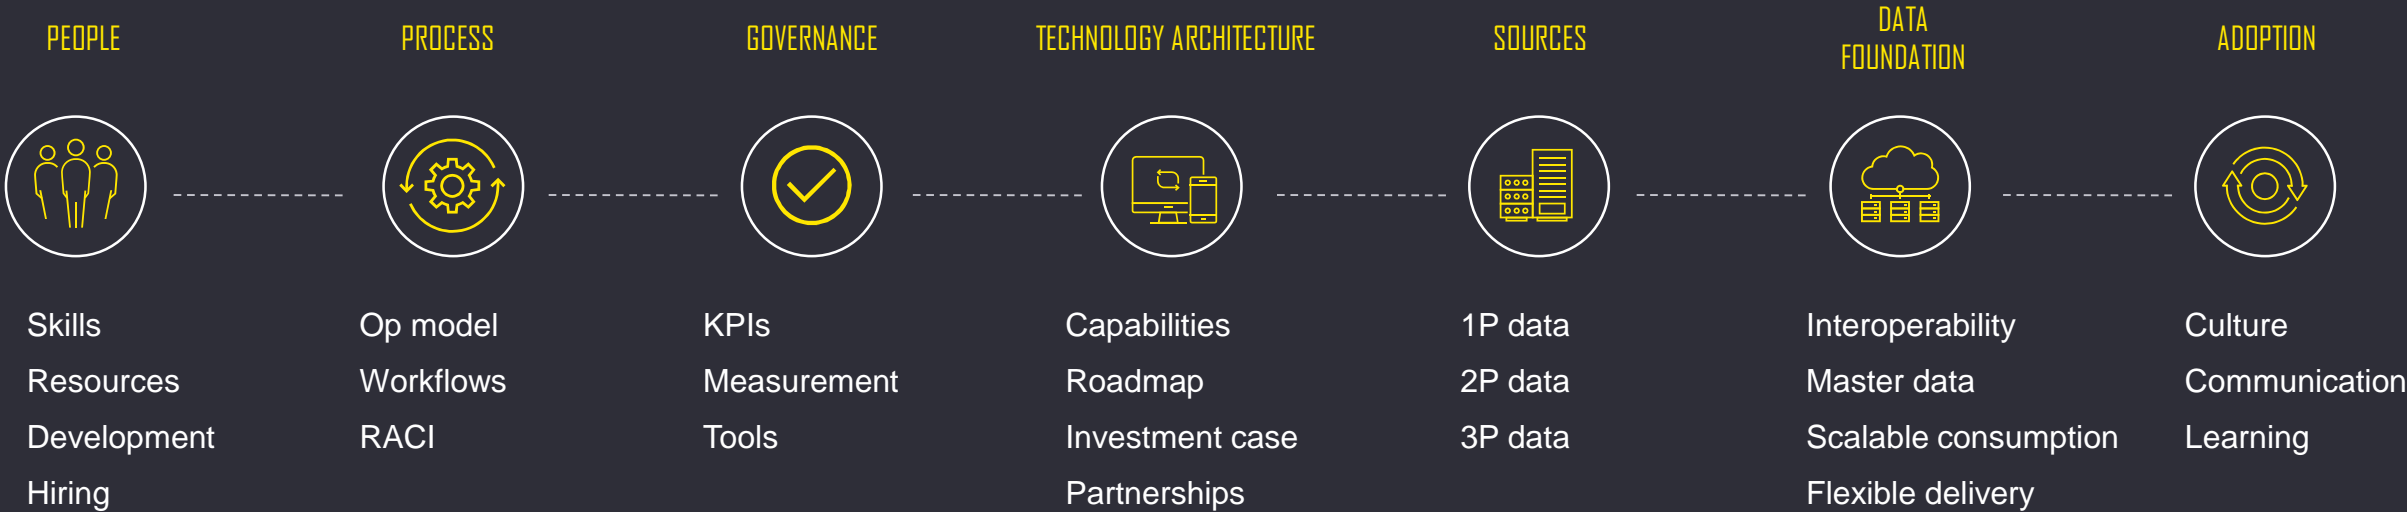 PEOPLE
Skills
Resources
Development
Hiring
PROCESS
Op model
Workflows
RACI
GOVERNANCE
KPIs
Measurement
Tools
TECHNOLOGY ARCHITECTURE
Capabilities
Roadmap
Investment case
Partnerships
SOURCES
1P data
2P data
3P data
DATA
FOUNDATION
Interoperability
Master data
Scalable consumption
Flexible delivery
ADOPTION
Culture
Communication
Learning